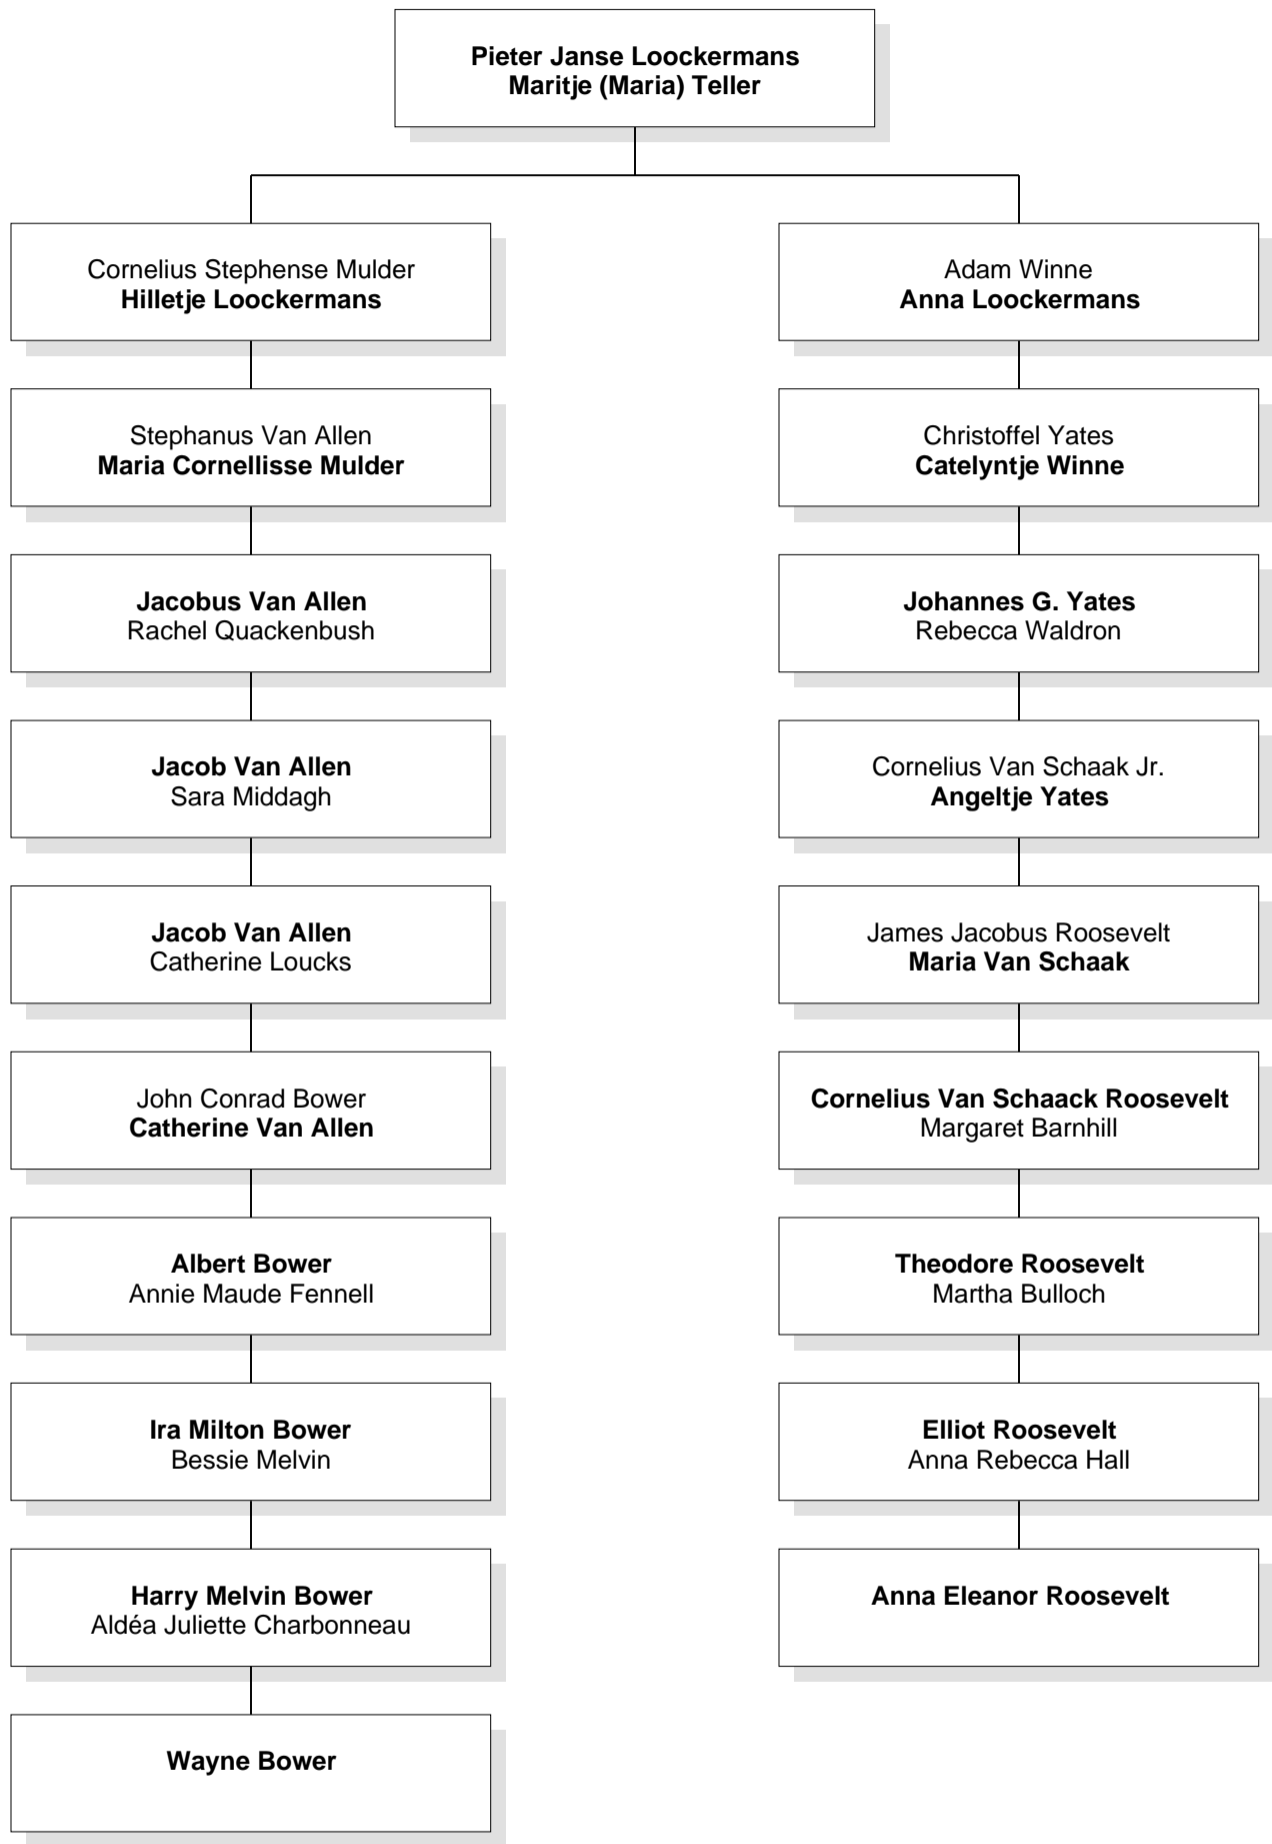 Pieter Janse Loockermans
Maritje (Maria) Teller
Cornelius Stephense Mulder
Hilletje Loockermans
Adam Winne
Anna Loockermans
Stephanus Van Allen
Maria Cornellisse Mulder
Christoffel Yates
Catelyntje Winne
Jacobus Van Allen
Rachel Quackenbush
Johannes G. Yates
Rebecca Waldron
Jacob Van Allen
Sara Middagh
Cornelius Van Schaak Jr.
Angeltje Yates
Jacob Van Allen
Catherine Loucks
James Jacobus Roosevelt
Maria Van Schaak
John Conrad Bower
Catherine Van Allen
Cornelius Van Schaack Roosevelt
Margaret Barnhill
Albert Bower
Annie Maude Fennell
Theodore Roosevelt
Martha Bulloch
Ira Milton Bower
Bessie Melvin
Elliot Roosevelt
Anna Rebecca Hall
Harry Melvin Bower
Aldéa Juliette Charbonneau
Anna Eleanor Roosevelt
Wayne Bower